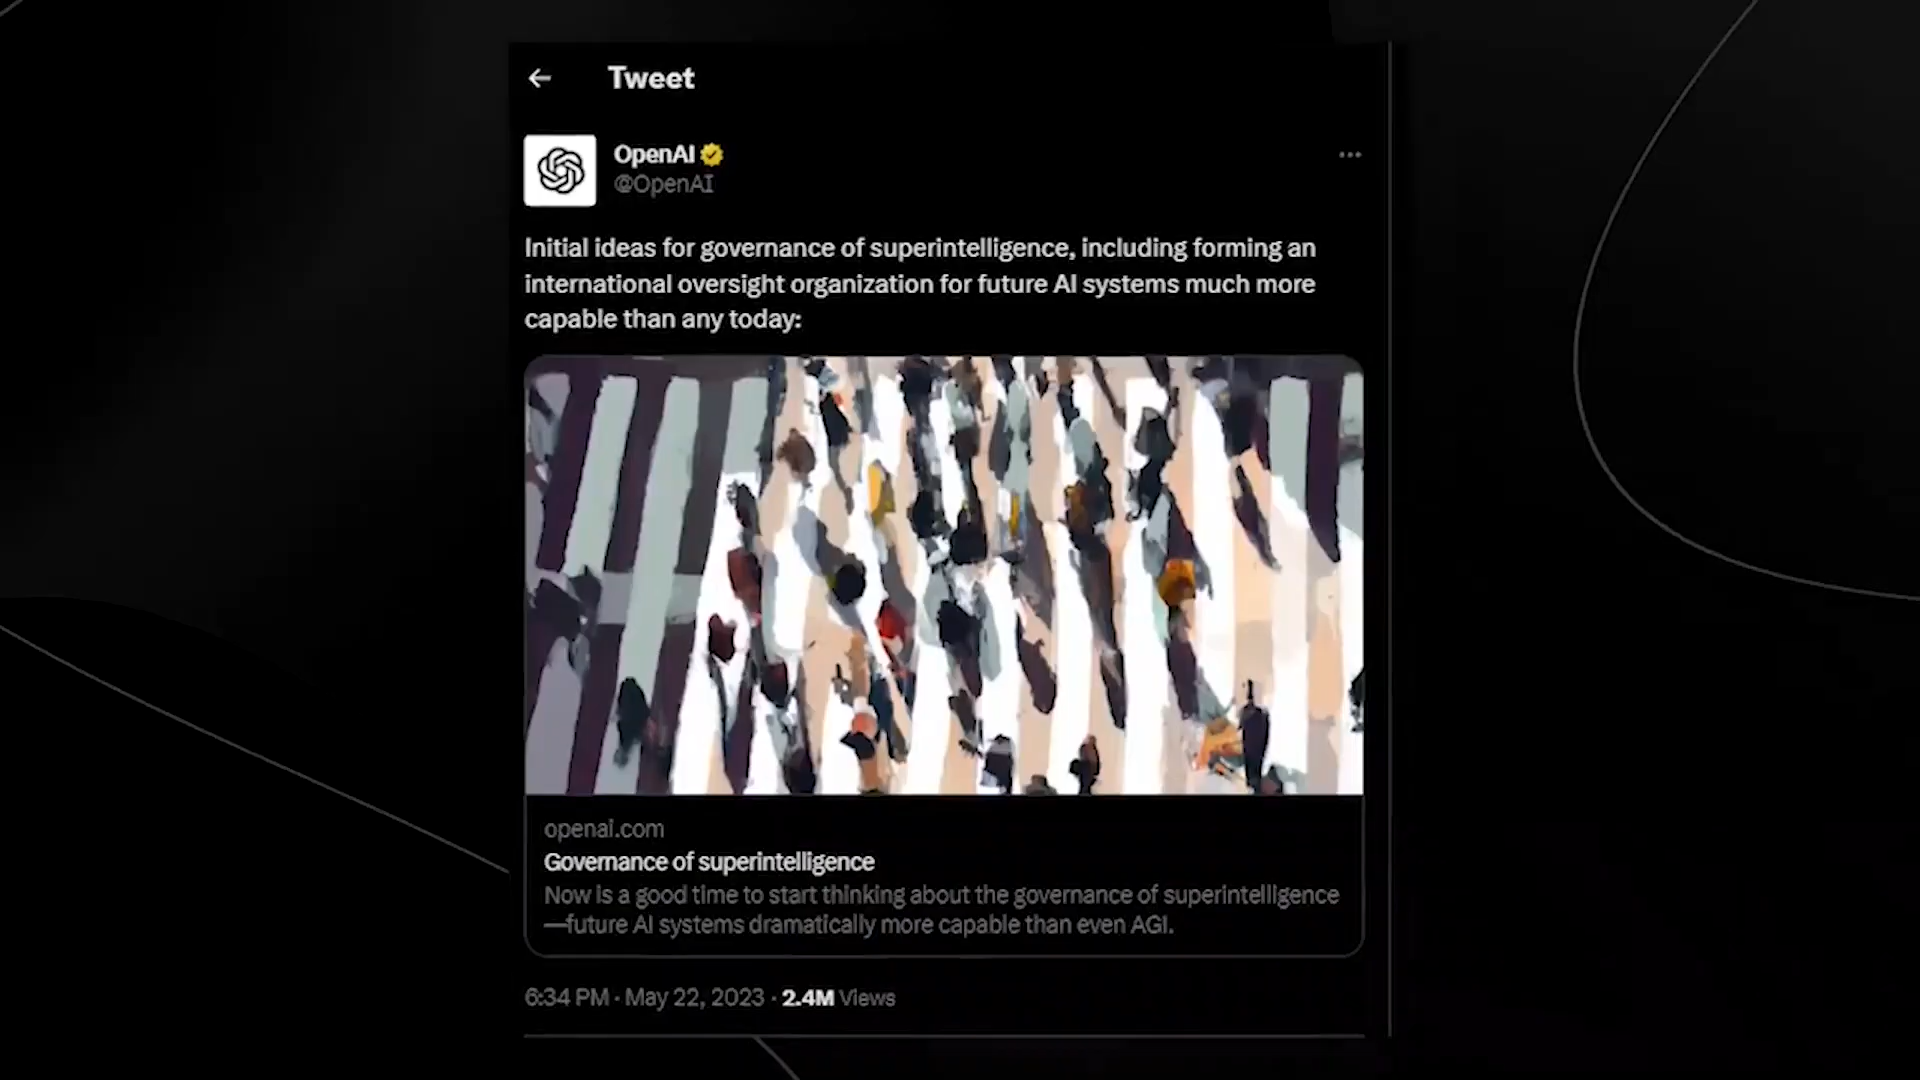 Tweet
OpenAI
@OpenAI
Initial ideas for governance of superintelligence, including forming an
international oversight organization for future AI systems much more
capable than any today:
openai.com
Governance of superintelligence
Now is a good time to start thinking about the governance of superintelligence
—future AI systems dramatically more capable than even AGI.
6:34 PM · May 22, 2023 · 2.4M Views